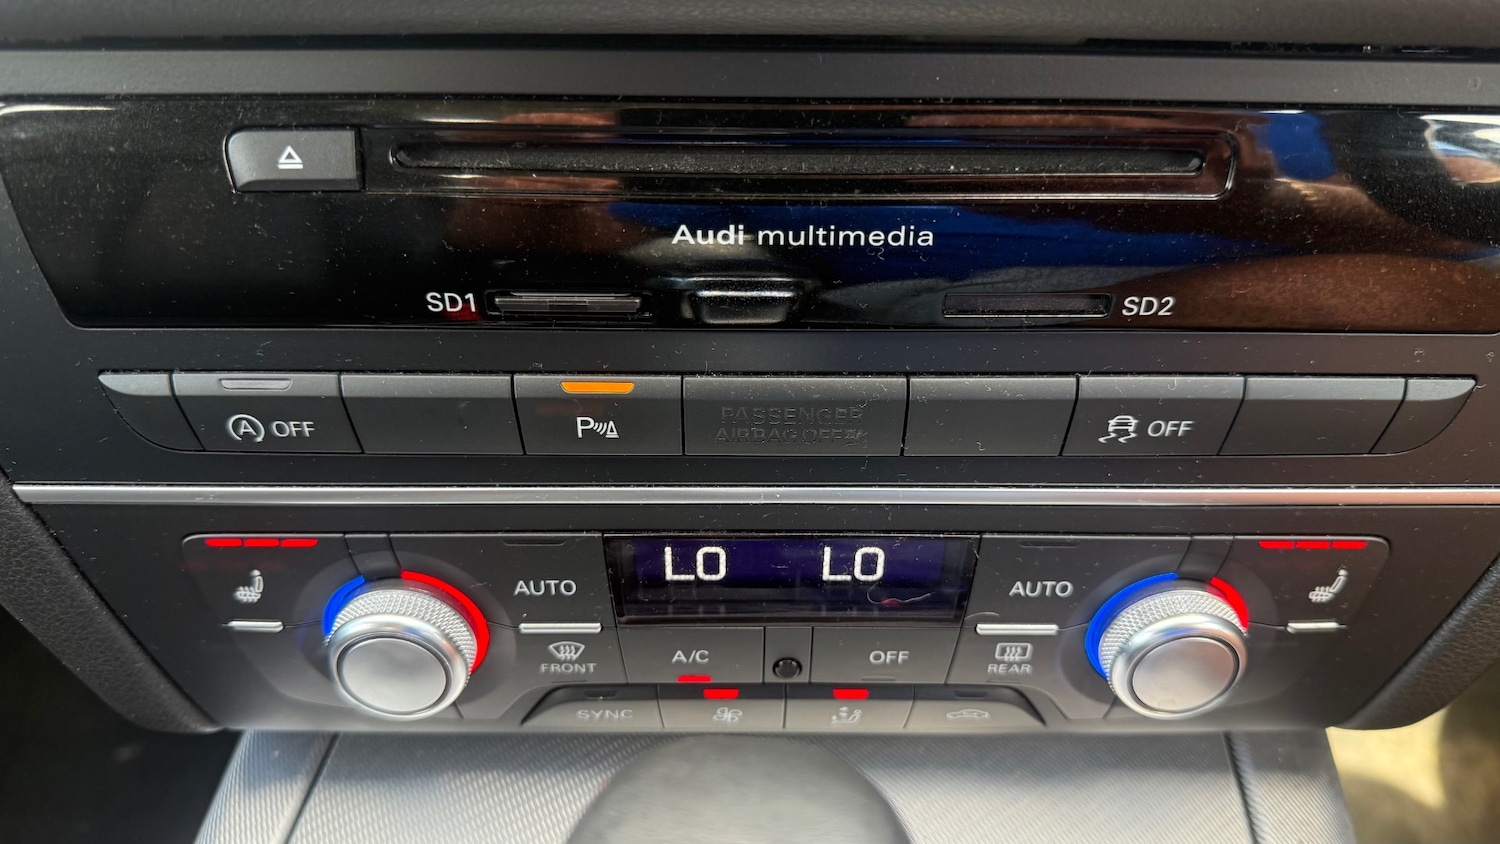 Audi multimedia
SD1
SD2
A OFF
P
PASSENGER
AIRBAG OFF
OFF
LO LO
AUTO
AUTO
FRONT
A/C
OFF
REAR
SYNC